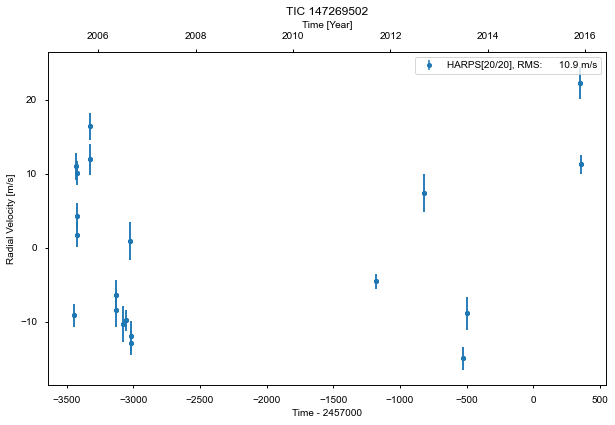 TIC 147269502
Time [Year]
2006 2008 2010 2012 2014 2016
HARPS[20/20], RMS: 10.9 m/s
Radial Velocity [m/s]
20
10
0
−10
−3500 −3000 −2500 −2000 −1500 −1000 −500 0 500
Time - 2457000